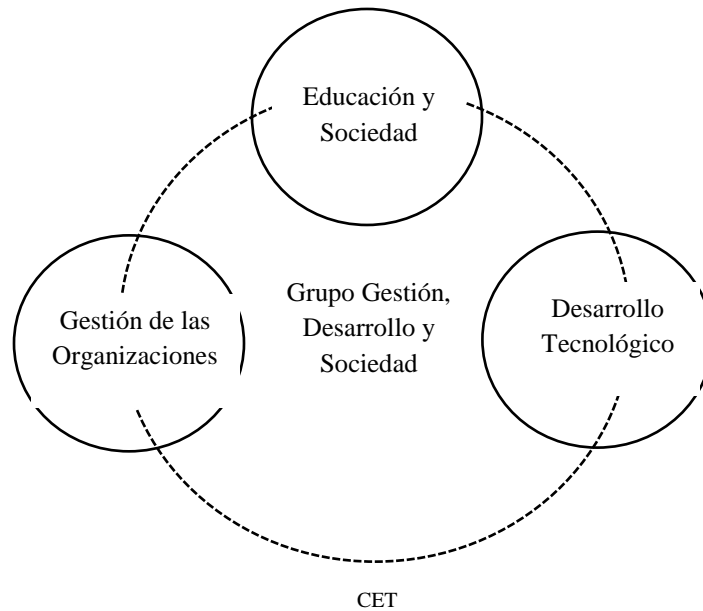 Educación y
Sociedad
Grupo Gestión,
Desarrollo y
Sociedad
Gestión de las
Organizaciones
Desarrollo
Tecnológico
CET